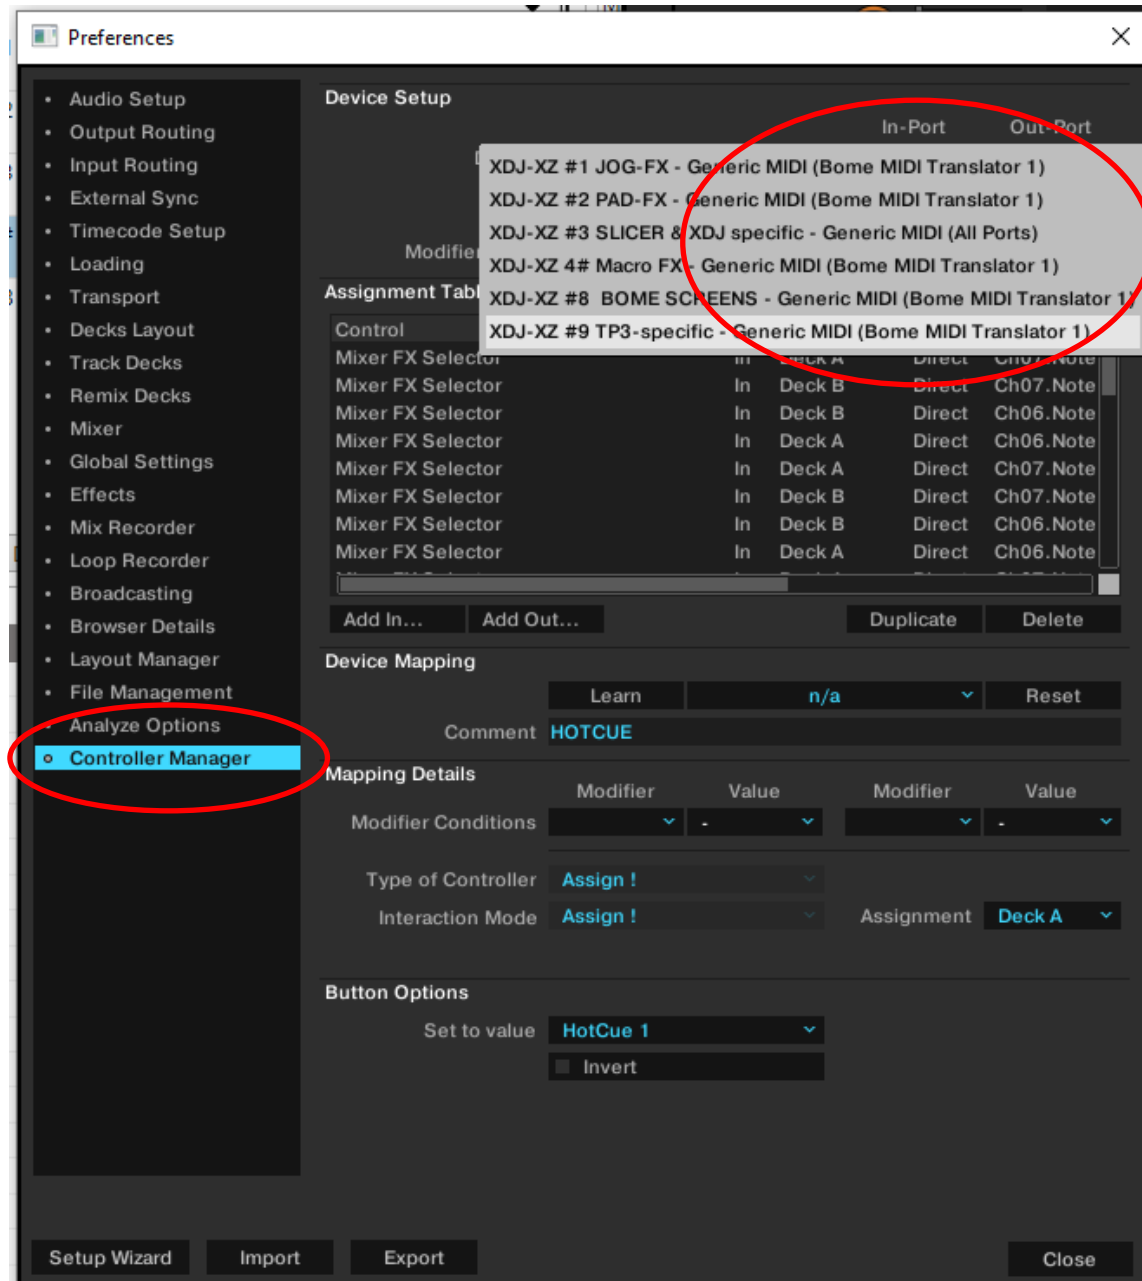 Preferences
Audio Setup
Output Routing
Input Routing
External Sync
Timecode Setup
Loading
Transport
Decks Layout
Track Decks
Remix Decks
Mixer
Global Settings
Effects
Mix Recorder
Loop Recorder
Broadcasting
Browser Details
Layout Manager
File Management
Analyze Options
Controller Manager
Device Setup
In-Port Out-Port
XDJ-XZ #1 JOG-FX - Generic MIDI (Bome MIDI Translator 1)
XDJ-XZ #2 PAD-FX - Generic MIDI (Bome MIDI Translator 1)
XDJ-XZ #3 SLICER & XDJ specific - Generic MIDI (All Ports)
XDJ-XZ 4# Macro FX - Generic MIDI (Bome MIDI Translator 1)
XDJ-XZ #8 BOME SCREENS - Generic MIDI (Bome MIDI Translator 1)
XDJ-XZ #9 TP3-specific - Generic MIDI (Bome MIDI Translator 1)
Modifie
Assignment Tabl
Control
Mixer FX Selector In Deck A Direct Ch07.Note
Mixer FX Selector In Deck B Direct Ch07.Note
Mixer FX Selector In Deck B Direct Ch06.Note
Mixer FX Selector In Deck A Direct Ch06.Note
Mixer FX Selector In Deck A Direct Ch07.Note
Mixer FX Selector In Deck B Direct Ch07.Note
Mixer FX Selector In Deck B Direct Ch06.Note
Mixer FX Selector In Deck A Direct Ch06.Note
Add In... Add Out... Duplicate Delete
Device Mapping
Learn n/a Reset
Comment HOTCUE
Mapping Details
Modifier Value Modifier Value
Modifier Conditions - -
Type of Controller Assign !
Interaction Mode Assign ! Assignment Deck A
Button Options
Set to value HotCue 1
Invert
Setup Wizard Import Export Close